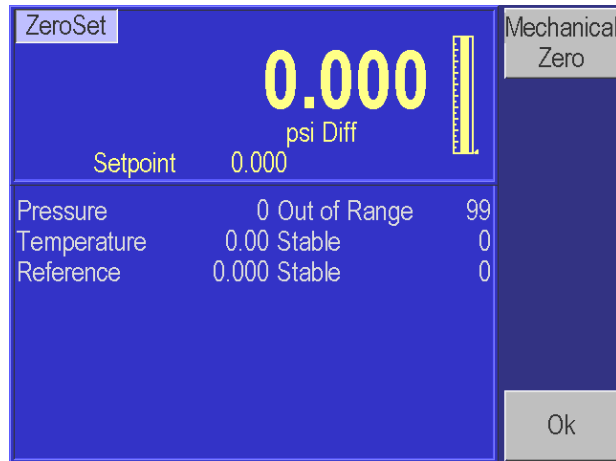 ZeroSet
Mechanical
Zero
0.000
psi Diff
Setpoint 0.000
Pressure 0 Out of Range 99
Temperature 0.00 Stable 0
Reference 0.000 Stable 0
Ok